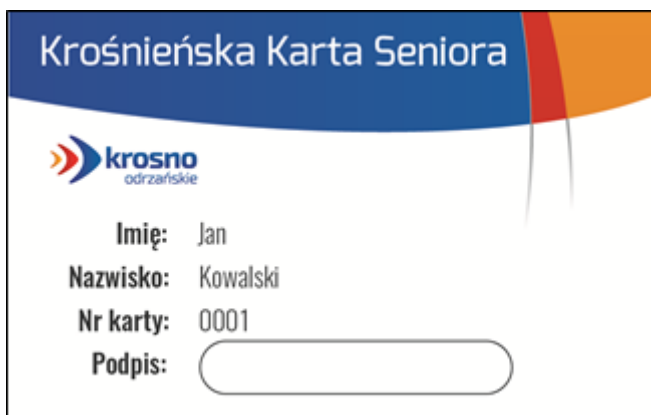 Krośnieńska Karta Seniora
krosno
odrzańskie
Imię: Jan
Nazwisko: Kowalski
Nr karty: 0001
Podpis: